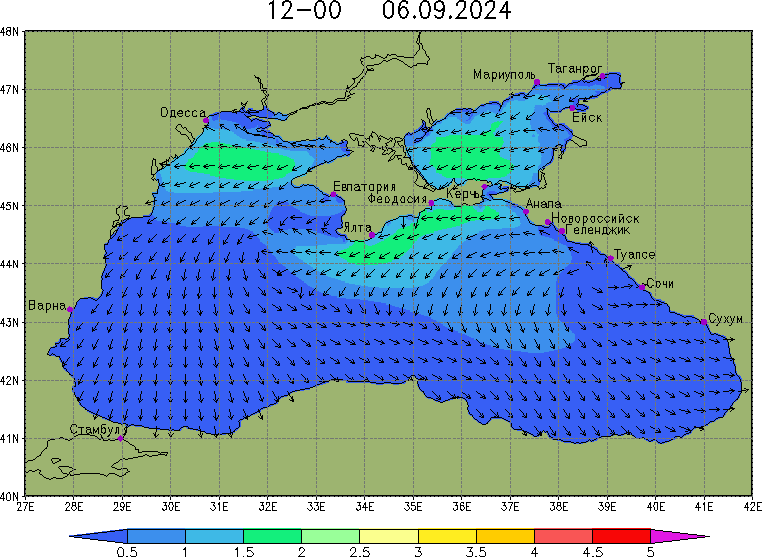 12-00 06.09.2024
48N
Таганрог
Мариуполь
47N
Одесса
Ейск
46N
Евпатория
Керчь
Феодосия
45N
Анапа
Новороссийск
Ялта
Геленджик
Туапсе
44N
Сочи
Варна
43N
Сухум
42N
Стамбул
41N
40N
27E 28E 29E 30E 31E 32E 33E 34E 35E 36E 37E 38E 39E 40E 41E 42E
0.5 1 1.5 2 2.5 3 3.5 4 4.5 5